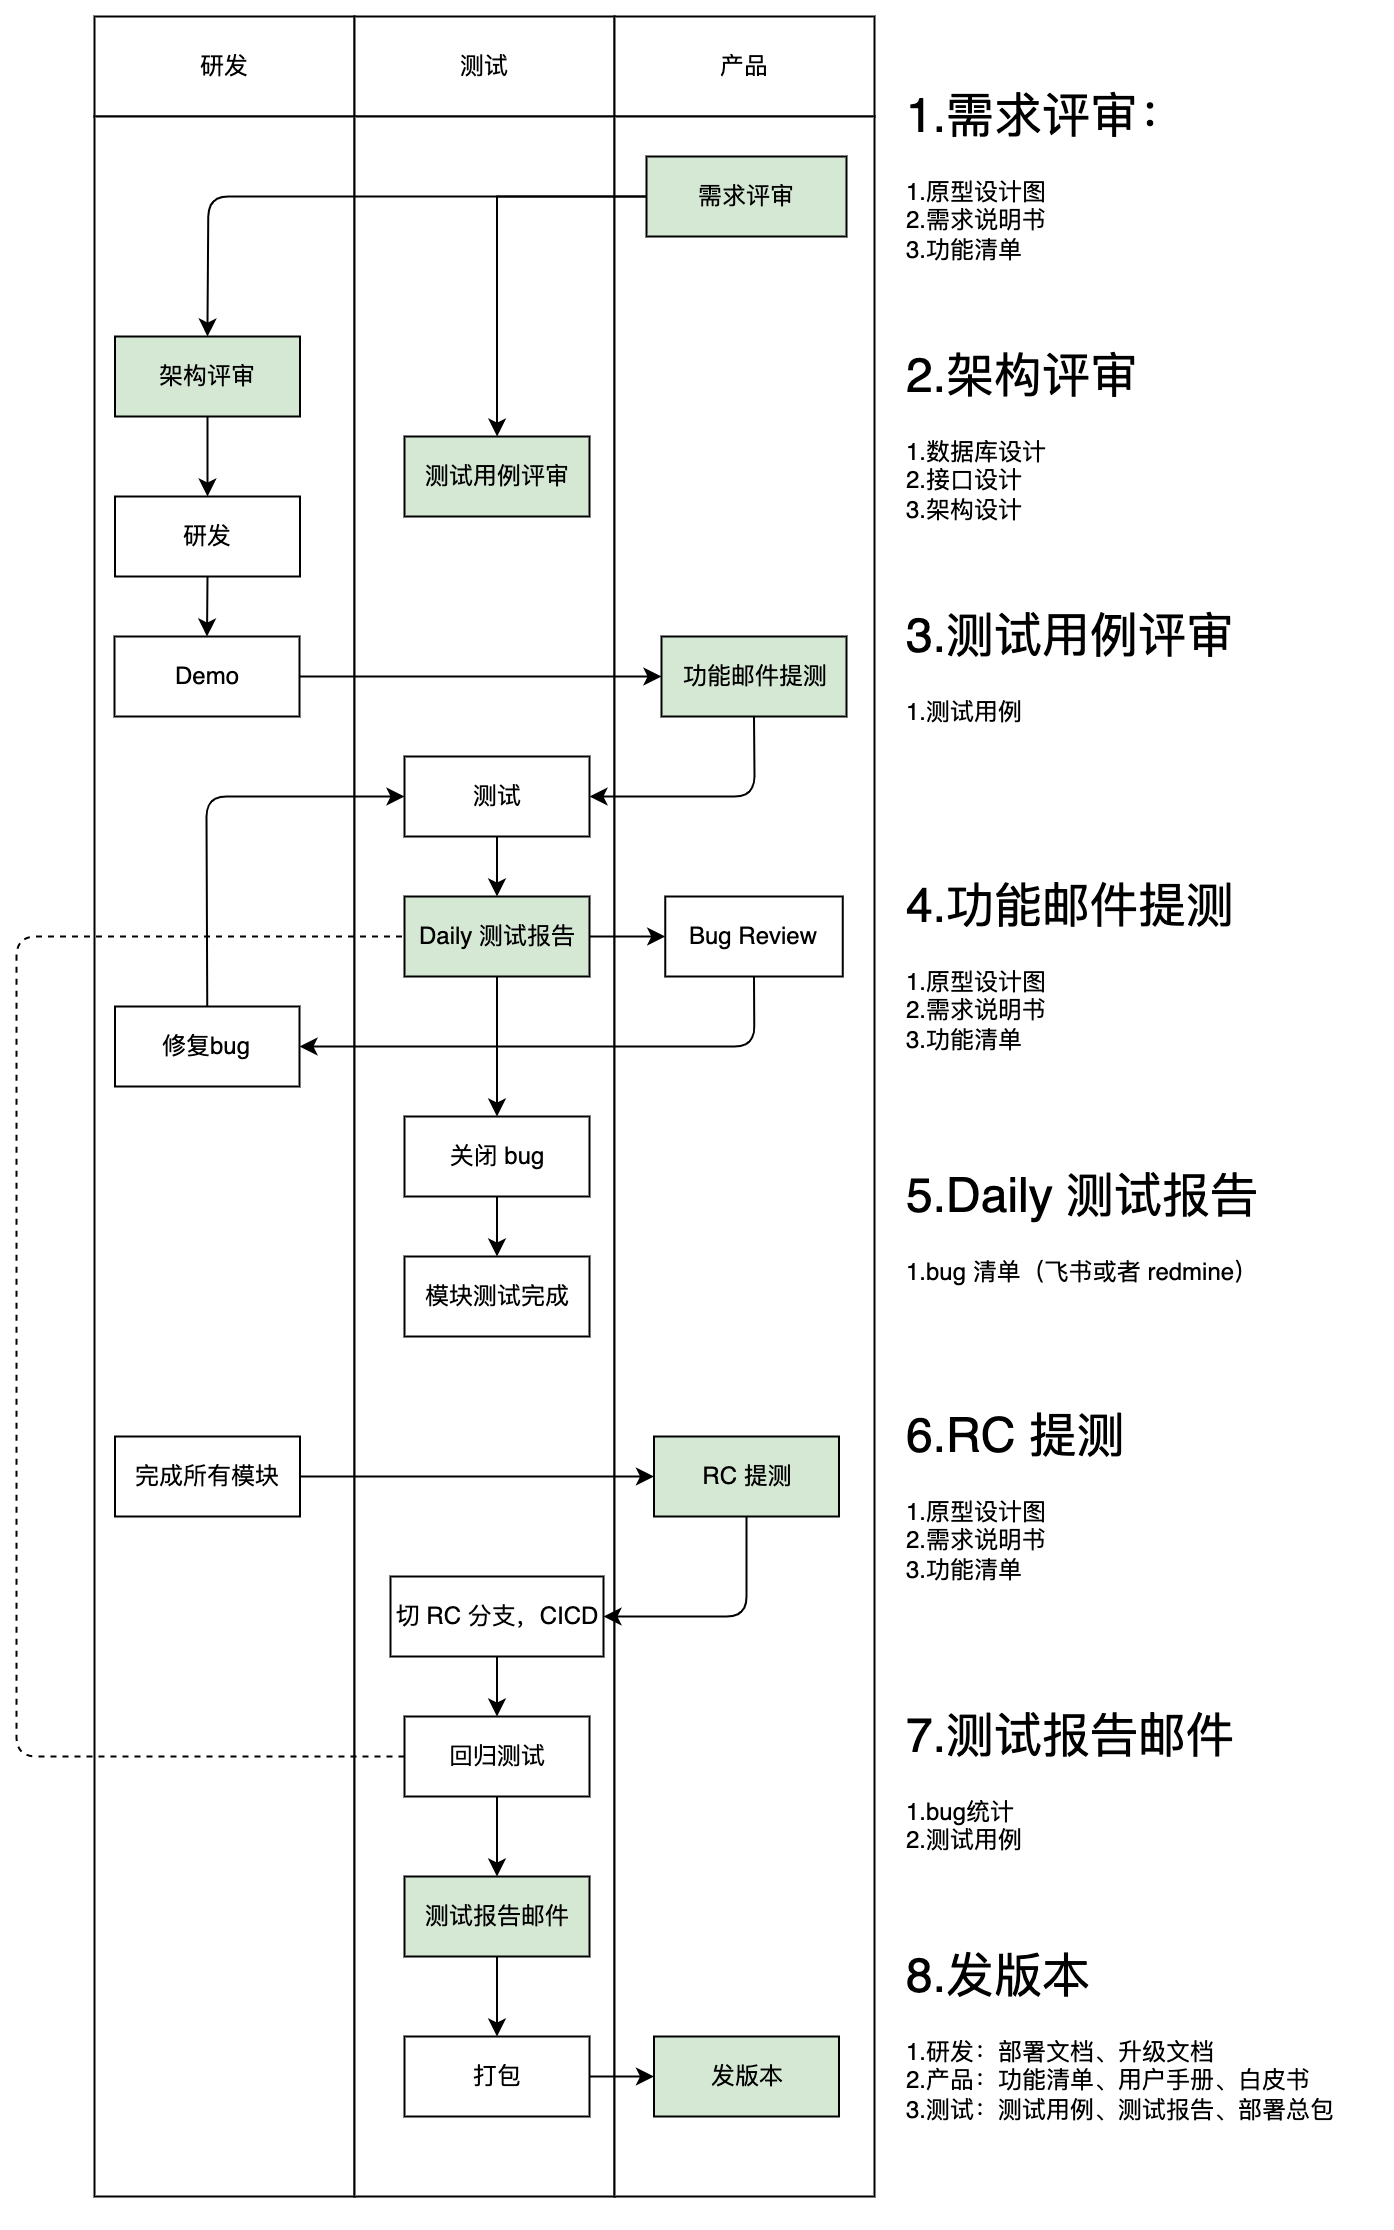 研发
测试
产品
需求评审
架构评审
测试用例评审
研发
Demo
功能邮件提测
测试
Daily 测试报告
Bug Review
修复bug
关闭 bug
模块测试完成
完成所有模块
RC 提测
切 RC 分支，CICD
回归测试
测试报告邮件
打包
发版本
1.需求评审：
1.原型设计图
2.需求说明书
3.功能清单
2.架构评审
1.数据库设计
2.接口设计
3.架构设计
3.测试用例评审
1.测试用例
4.功能邮件提测
1.原型设计图
2.需求说明书
3.功能清单
5.Daily 测试报告
1.bug 清单（飞书或者 redmine）
6.RC 提测
1.原型设计图
2.需求说明书
3.功能清单
7.测试报告邮件
1.bug统计
2.测试用例
8.发版本
1.研发：部署文档、升级文档
2.产品：功能清单、用户手册、白皮书
3.测试：测试用例、测试报告、部署总包